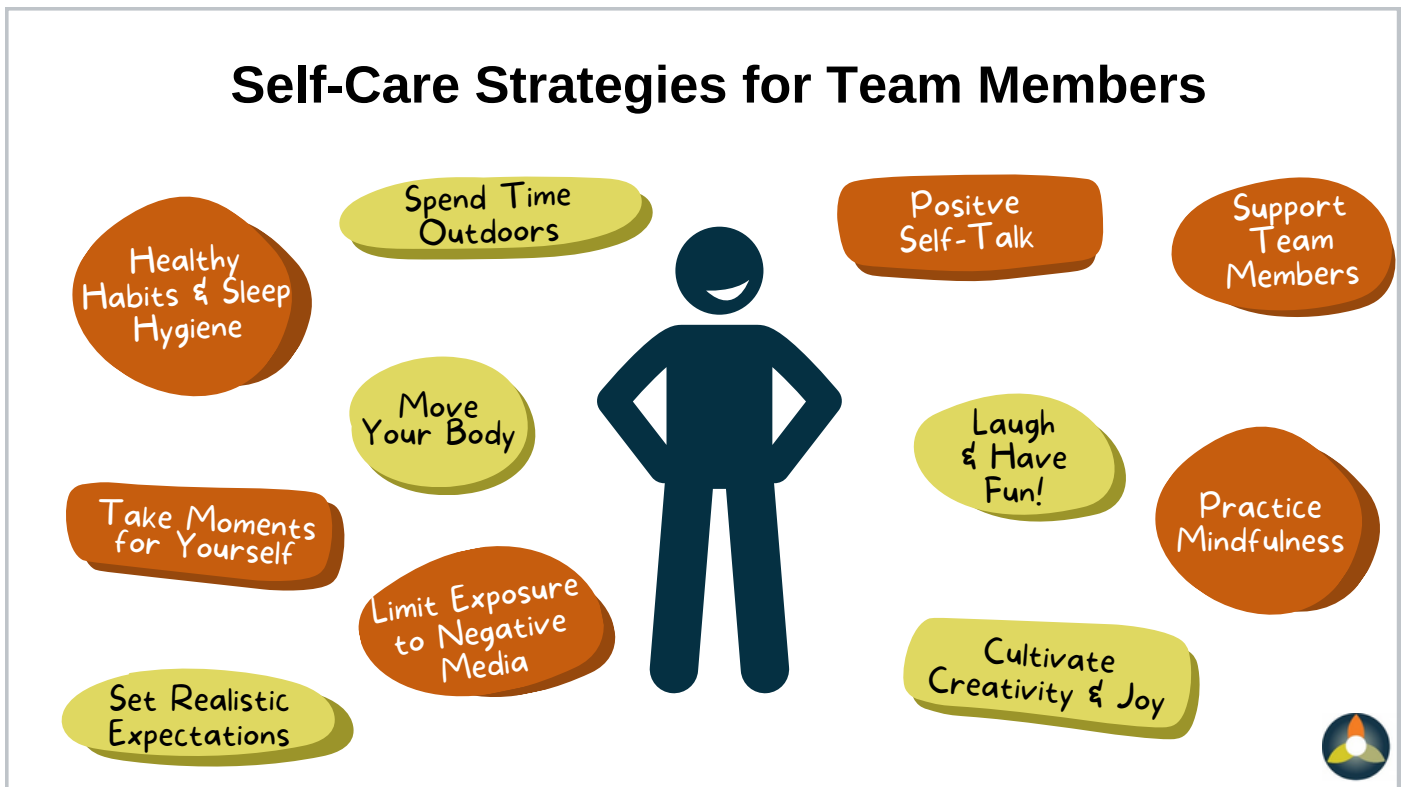 Self-Care Strategies for Team Members
Spend Time
Outdoors
Positve
Self-Talk
Support
Team
Members
Healthy
Habits & Sleep
Hygiene
Move
Your Body
Laugh
& Have
Fun!
Practice
Mindfulness
Take Moments
for Yourself
Limit Exposure
to Negative
Media
Cultivate
Creativity & Joy
Set Realistic
Expectations